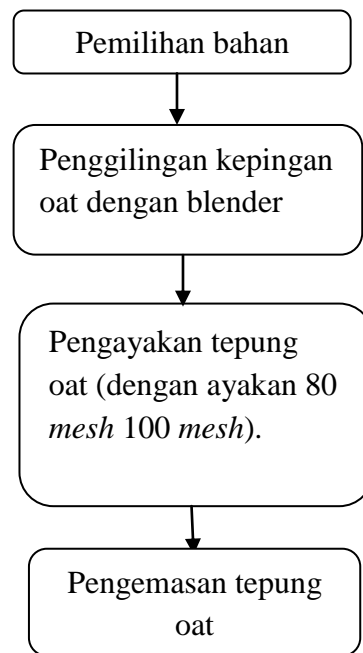 Pemilihan bahan
Penggilingan kepingan
oat dengan blender
Pengayakan tepung
oat (dengan ayakan 80
mesh 100 mesh).
Pengemasan tepung
oat